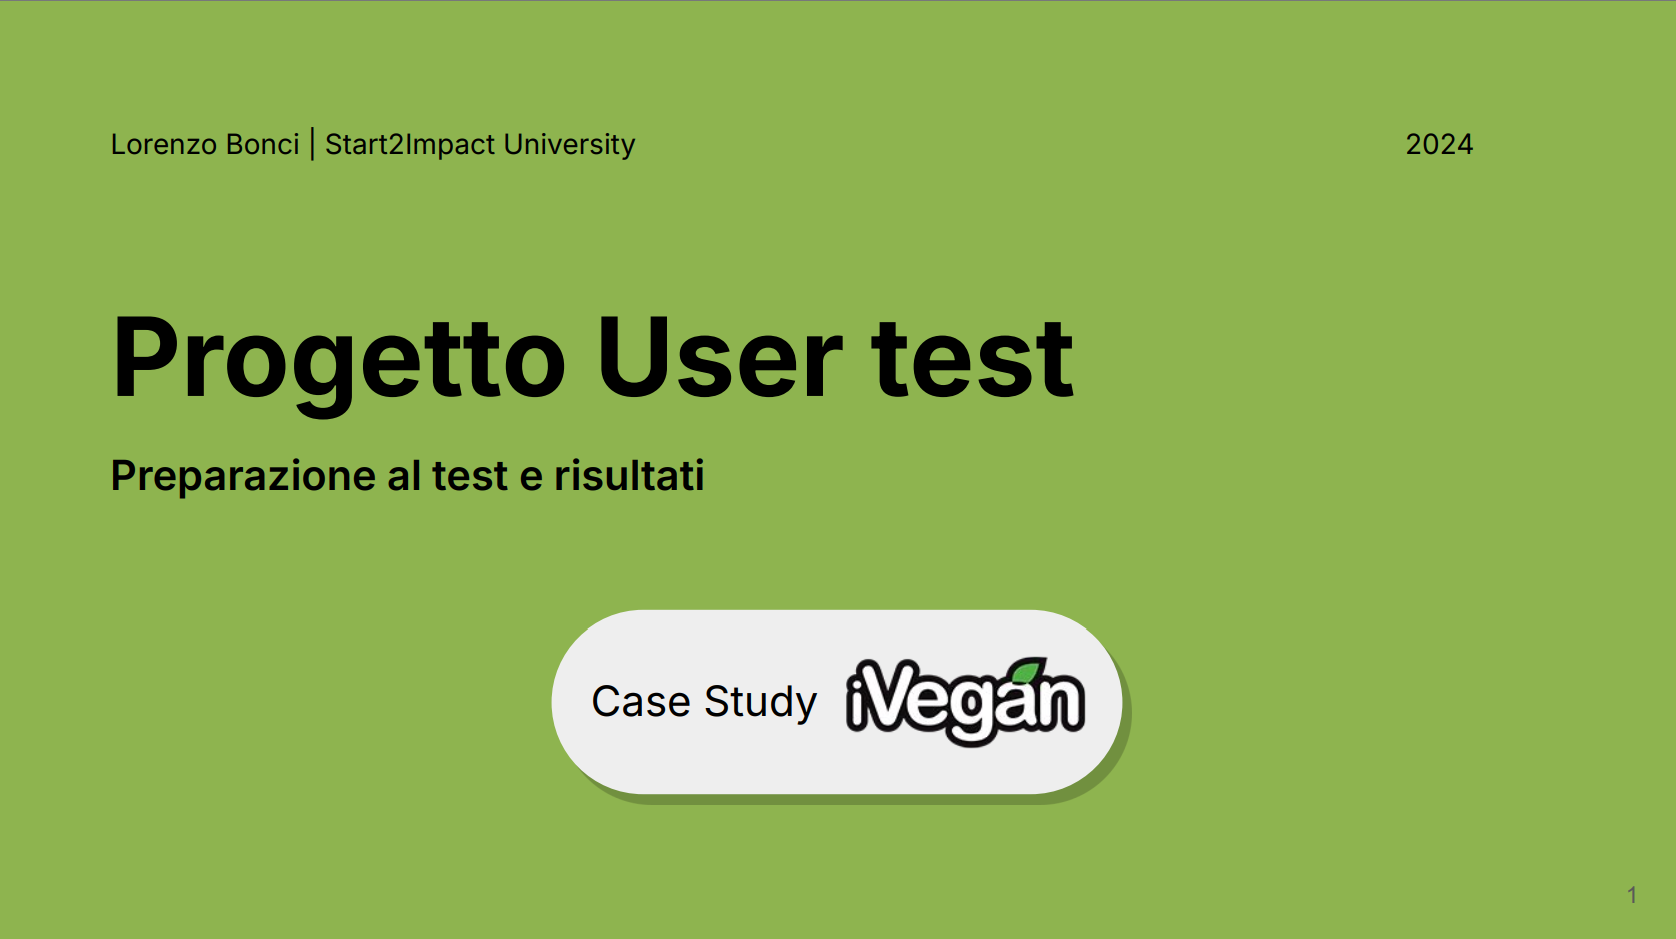 Lorenzo Bonci | Start2Impact University 2024
Progetto User test
Preparazione al test e risultati
Case Study iVegan
1